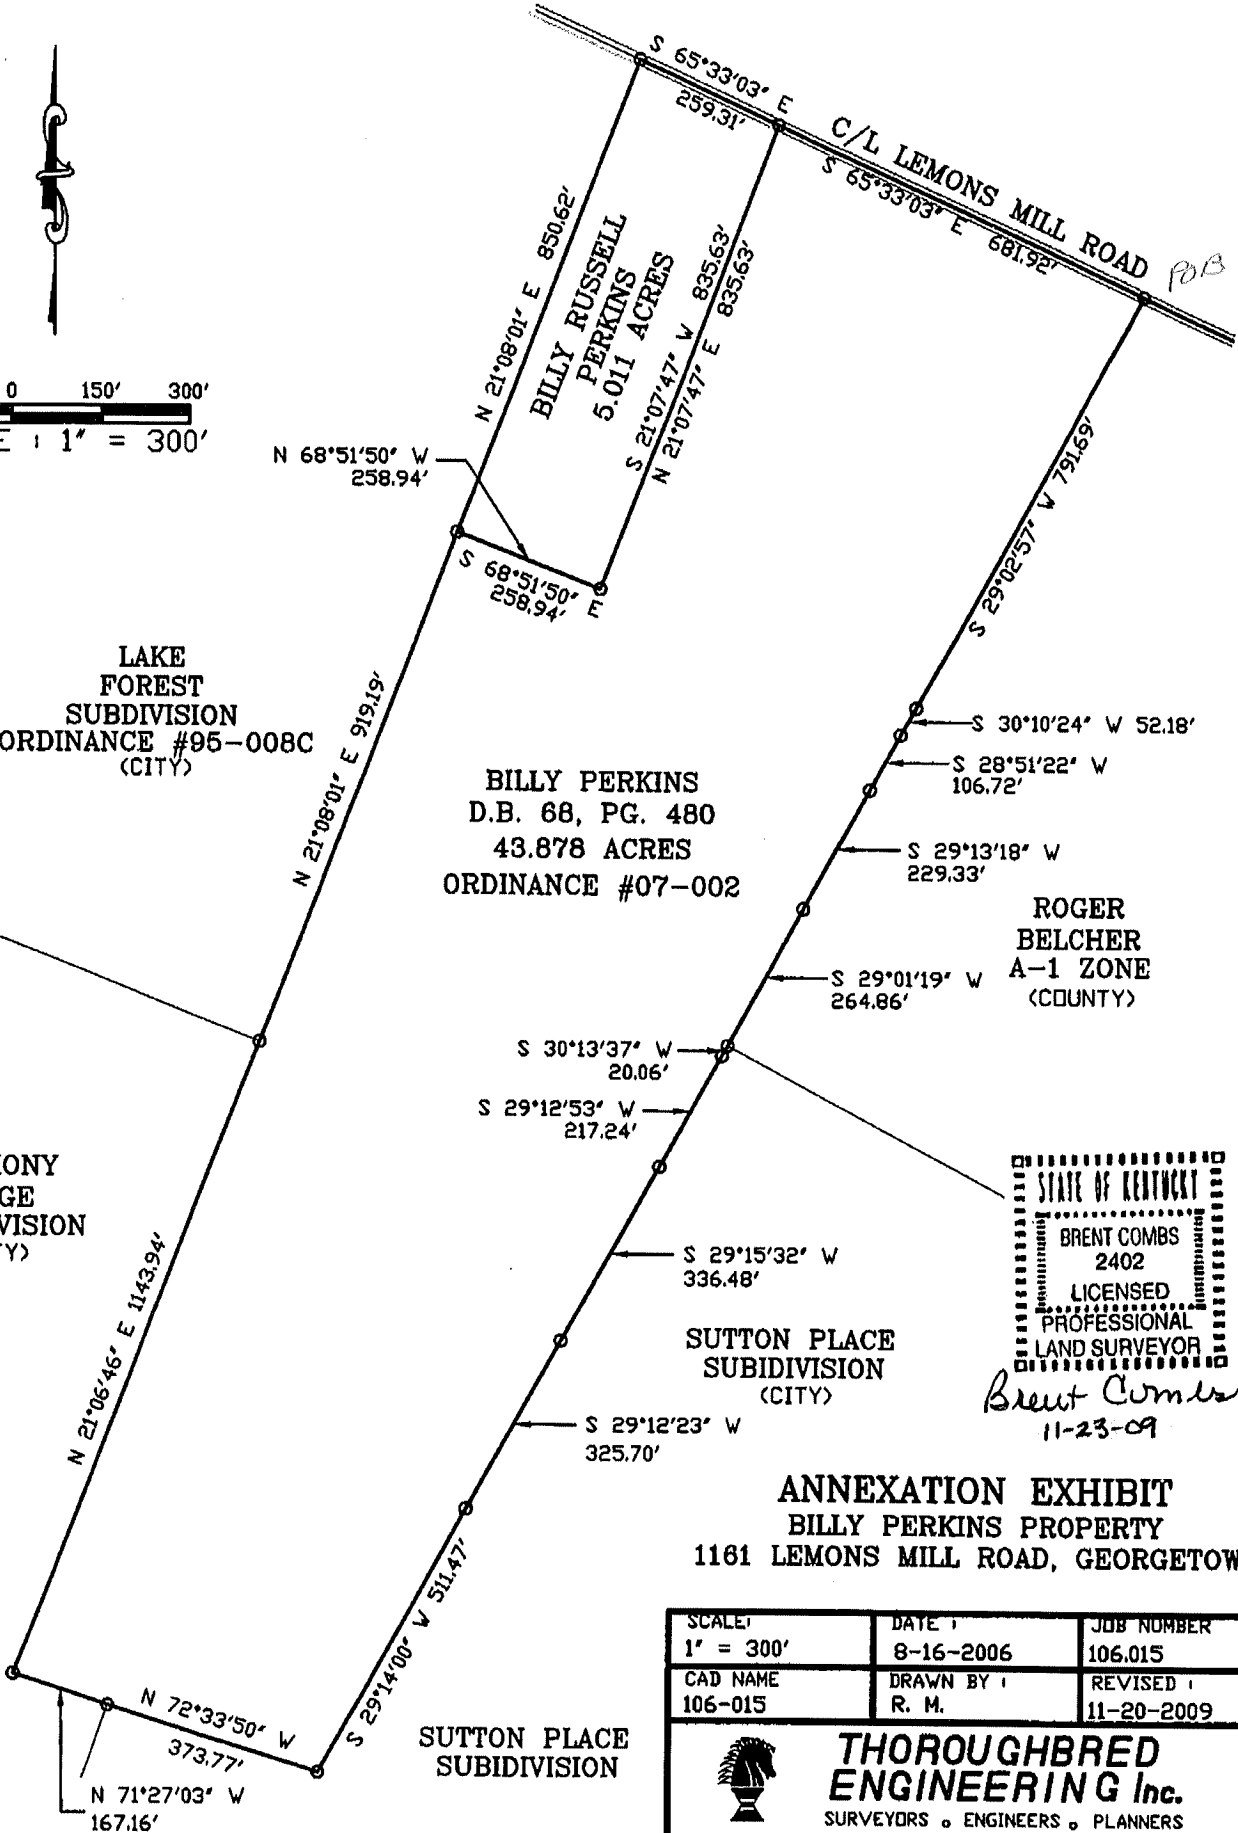 S 65°33'03" E
259.31'
C/L LEMONS MILL ROAD
S 65°33'03" E 681.92'
POB
N 21°08'01" E 850.62'
BILLY RUSSELL
PERKINS
5.011 ACRES
S 21°07'47" W 835.63'
N 21°07'47" E 835.63'
0 150' 300'
E : 1" = 300'
N 68°51'50" W
258.94'
S 68°51'50" E
258.94'
S 29°02'57" W 791.69'
LAKE
FOREST
SUBDIVISION
ORDINANCE #95-008C
(CITY)
N 21°08'01" E 919.19'
S 30°10'24" W 52.18'
S 28°51'22" W
106.72'
BILLY PERKINS
D.B. 68, PG. 480
43.878 ACRES
ORDINANCE #07-002
S 29°13'18" W
229.33'
ROGER
BELCHER
A-1 ZONE
(COUNTY)
S 29°01'19" W
264.86'
S 30°13'37" W
20.06'
S 29°12'53" W
217.24'
ONY
GE
VISION
Y)
N 21°06'46" E 1143.94'
STATE OF KENTUCKY
BRENT COMBS
2402
LICENSED
PROFESSIONAL
LAND SURVEYOR
Brent Combs
11-23-09
S 29°15'32" W
336.48'
SUTTON PLACE
SUBIDIVISION
(CITY)
S 29°12'23" W
325.70'
ANNEXATION EXHIBIT
BILLY PERKINS PROPERTY
1161 LEMONS MILL ROAD, GEORGETOW
S 29°14'00" W 511.47'
N 72°33'50" W
373.77'
N 71°27'03" W
167.16'
SUTTON PLACE
SUBIDIVISION
SCALE: DATE : JOB NUMBER
1" = 300' 8-16-2006 106.015
CAD NAME DRAWN BY : REVISED :
106-015 R. M. 11-20-2009
THOROUGHBRED
ENGINEERING Inc.
SURVEYORS o ENGINEERS o PLANNERS